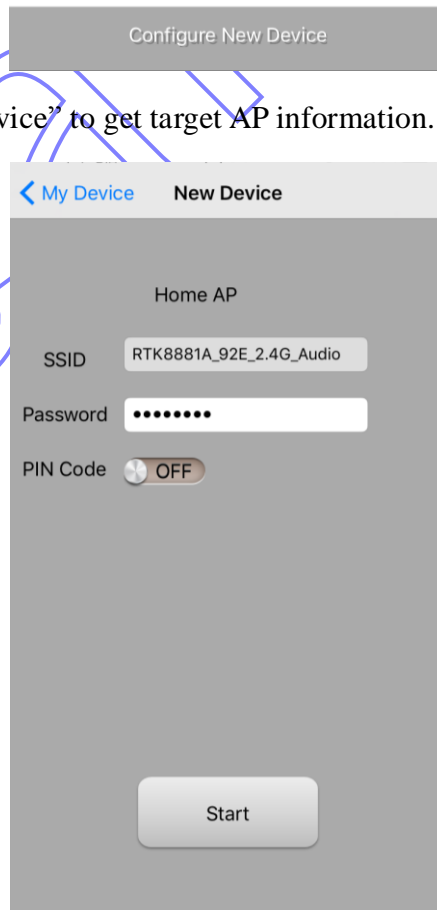 Configure New Device
vice” to get target AP information.
My Device New Device
Home AP
SSID RTK8881A_92E_2.4G_Audio
Password ••••••••
PIN Code OFF
Start